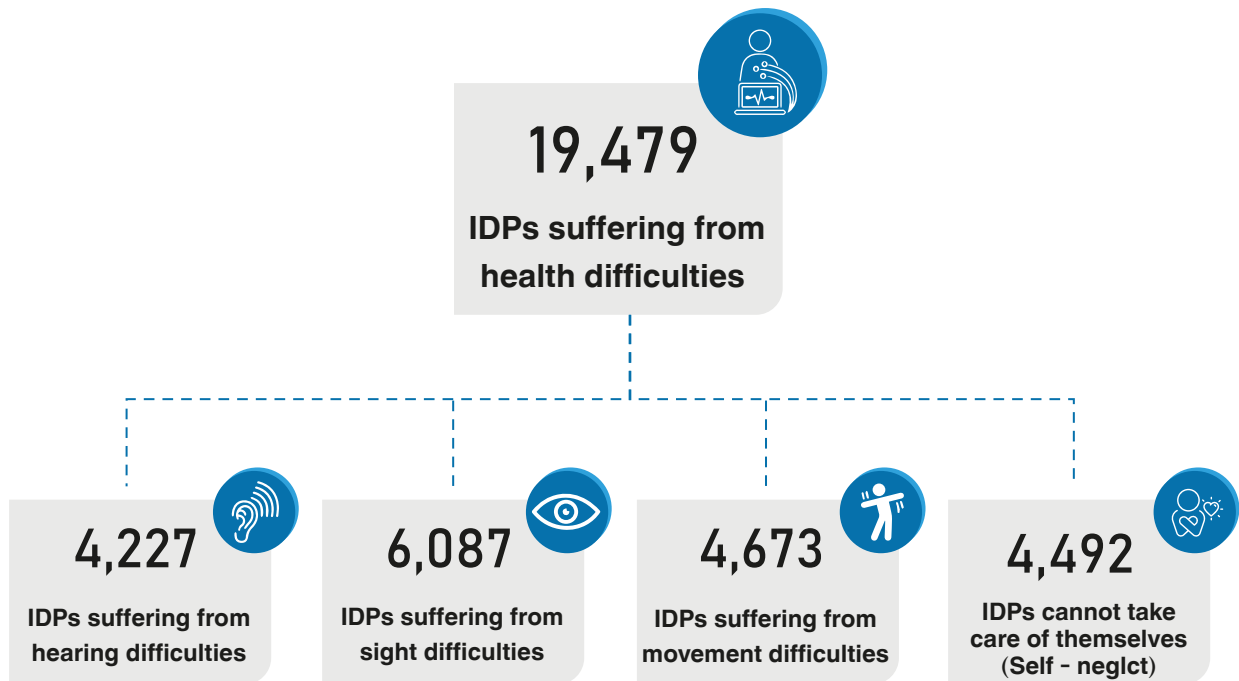 19,479
IDPs suffering from
health difficulties
4,227
IDPs suffering from
hearing difficulties
6,087
IDPs suffering from
sight difficulties
4,673
IDPs suffering from
movement difficulties
4,492
IDPs cannot take
care of themselves
(Self - neglct)